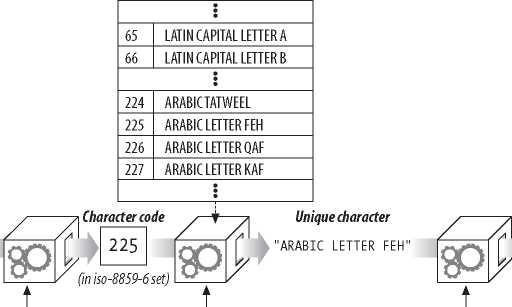 65 LATIN CAPITAL LETTER A
66 LATIN CAPITAL LETTER B
224 ARABIC TATWEEL
225 ARABIC LETTER FEH
226 ARABIC LETTER QAF
227 ARABIC LETTER KAF
Character code
Unique character
225
"ARABIC LETTER FEH"
(in iso-8859-6 set)